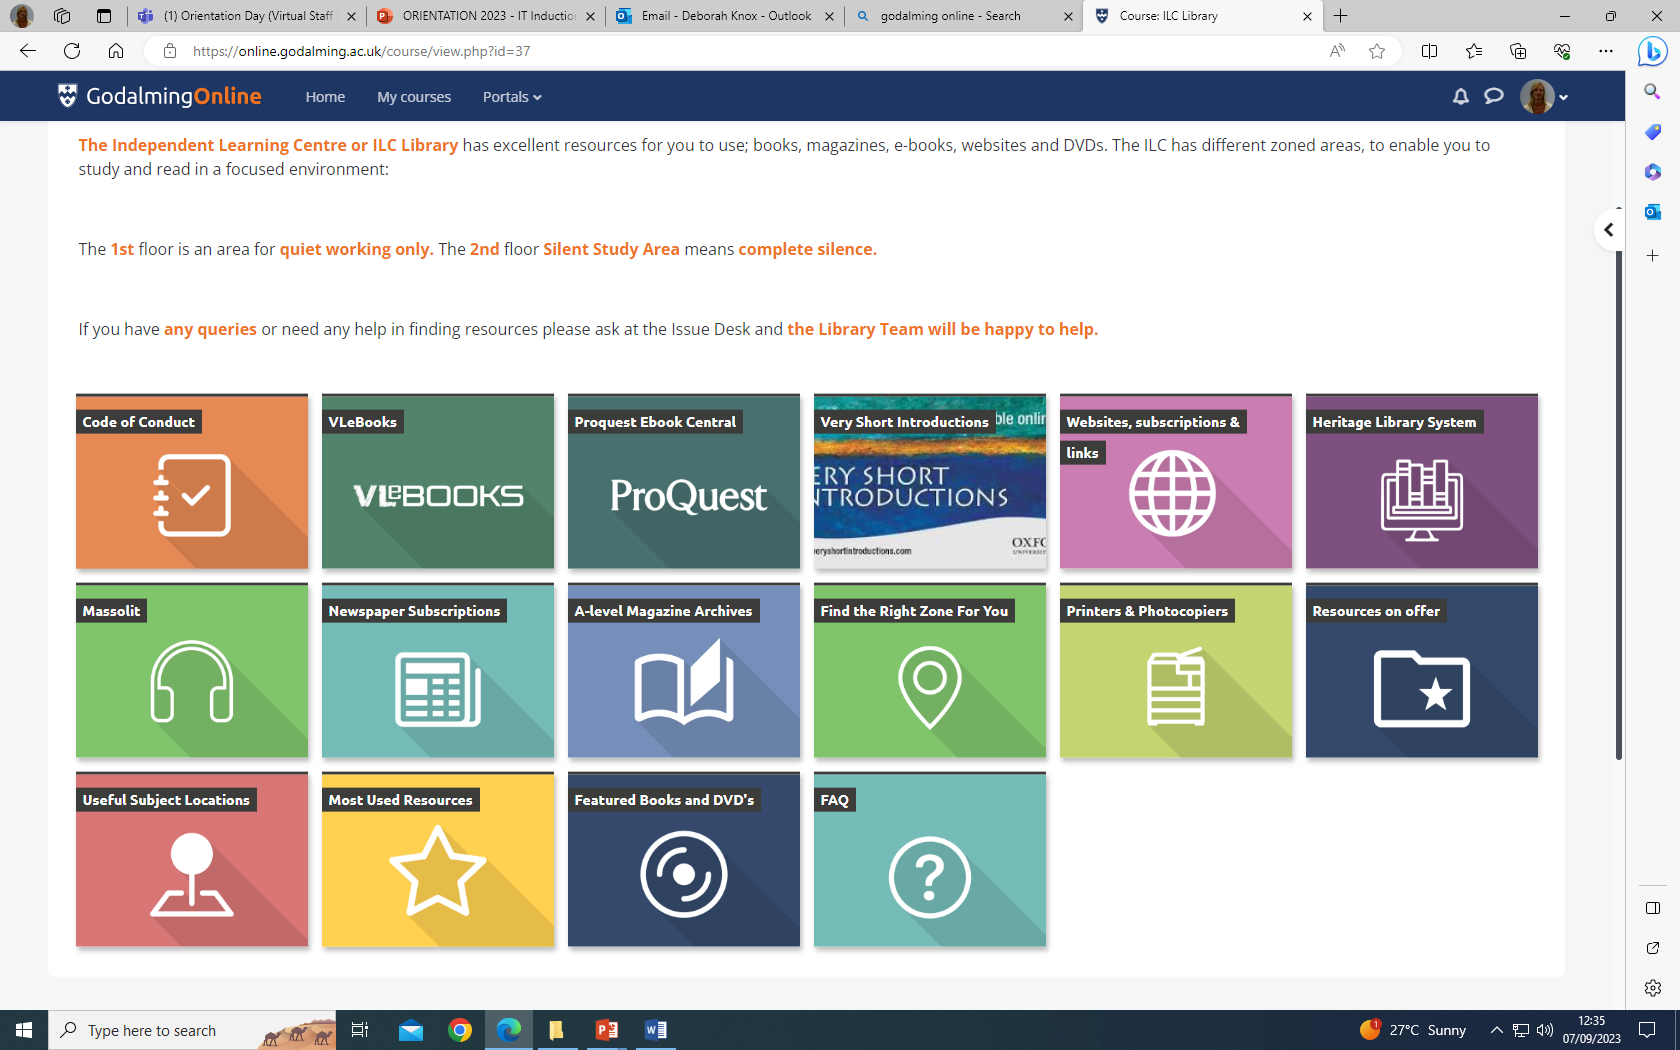 (1) Orientation Day (Virtual Staff
ORIENTATION 2023 - IT Induction
Email - Deborah Knox - Outlook
godalming online - Search
Course: ILC Library
https://online.godalming.ac.uk/course/view.php?id=37
GodalmingOnline
Home
My courses
Portals
The Independent Learning Centre or ILC Library has excellent resources for you to use; books, magazines, e-books, websites and DVDs. The ILC has different zoned areas, to enable you to
study and read in a focused environment:
The 1st floor is an area for quiet working only. The 2nd floor Silent Study Area means complete silence.
If you have any queries or need any help in finding resources please ask at the Issue Desk and the Library Team will be happy to help.
Code of Conduct
VLeBooks
VLeBOOKS
Proquest Ebook Central
ProQuest
Very Short Introductions
ble onlin
ERY SHORT
NTRODUCTIONS
eryshortintroductions.com
OXFO
UNIVERSIT
Websites, subscriptions &
links
Heritage Library System
Massolit
Newspaper Subscriptions
A-level Magazine Archives
Find the Right Zone For You
Printers & Photocopiers
Resources on offer
Useful Subject Locations
Most Used Resources
Featured Books and DVD's
FAQ
?
Type here to search
1
27°C Sunny
12:35
07/09/2023